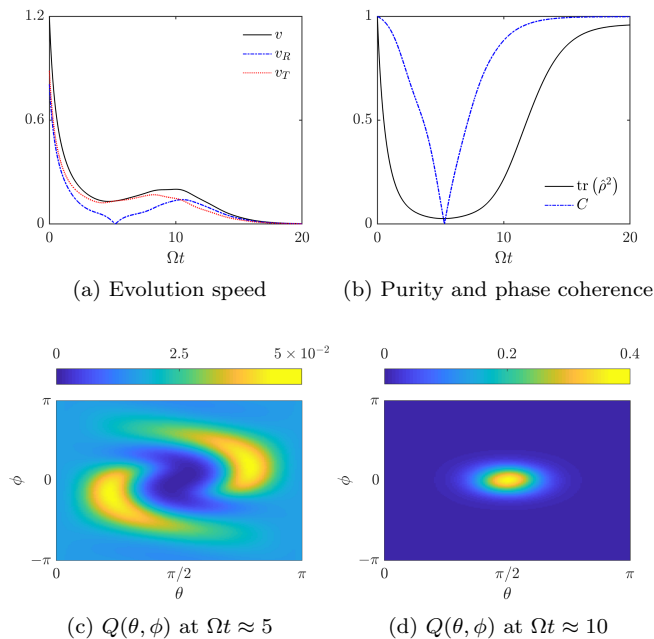 1.2
0.6
0
0 10 20
Ωt
v
v_R
v_T
(a) Evolution speed
1
0.5
0
0 10 20
Ωt
tr (ρ̂²)
C
(b) Purity and phase coherence
0 2.5 5 × 10⁻²
π
0
−π
ϕ
0 π/2 π
θ
(c) Q(θ, ϕ) at Ωt ≈ 5
0 0.2 0.4
π
0
−π
ϕ
0 π/2 π
θ
(d) Q(θ, ϕ) at Ωt ≈ 10